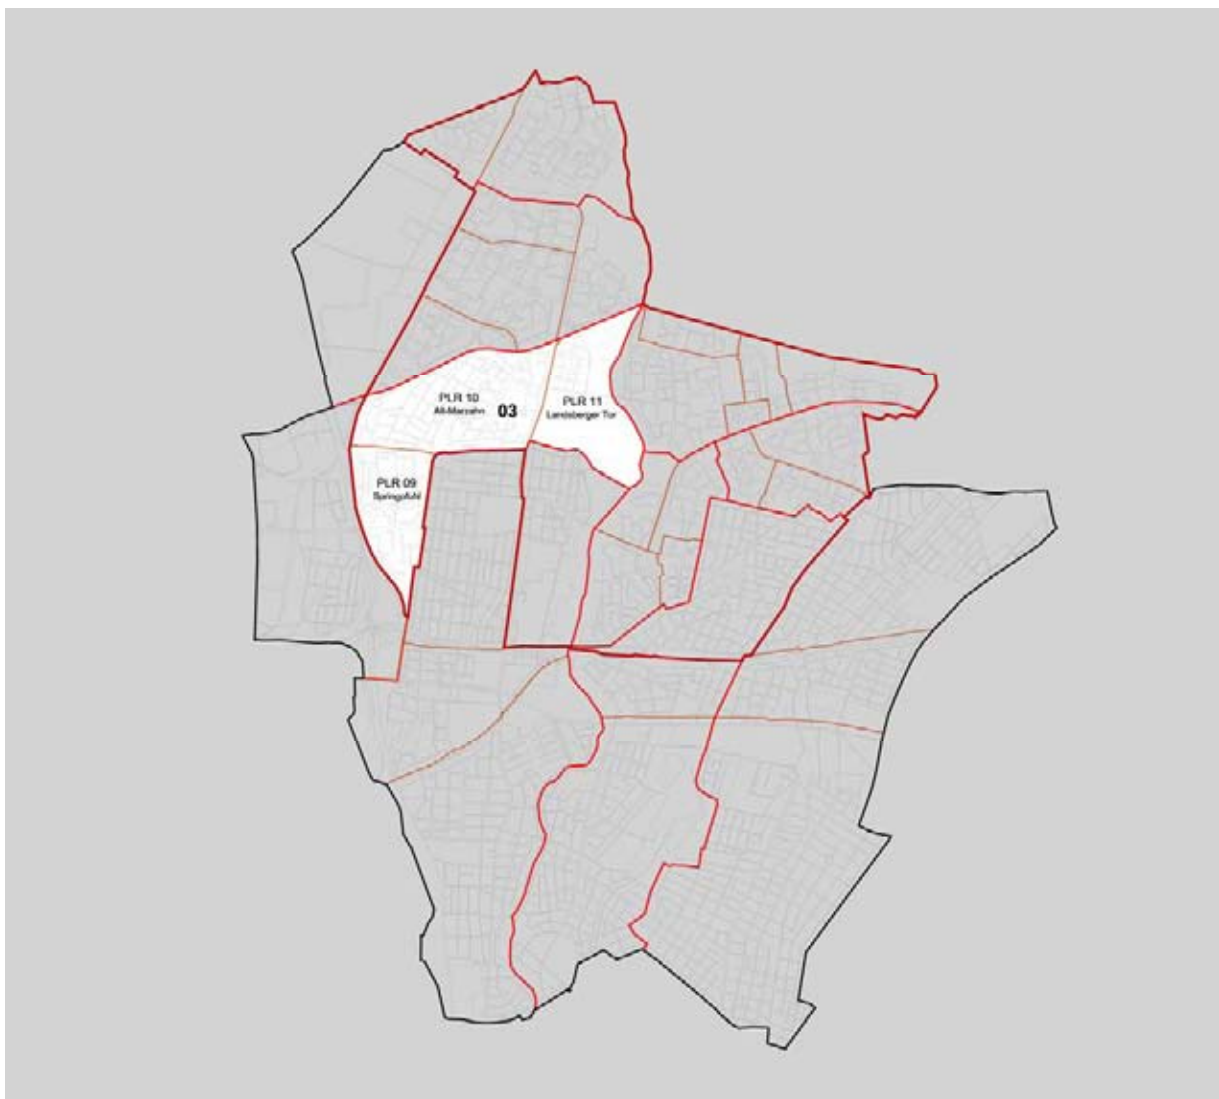 PLR 10
Alt-Marzahn
03
PLR 11
Landsberger Tor
PLR 09
Springpfuhl